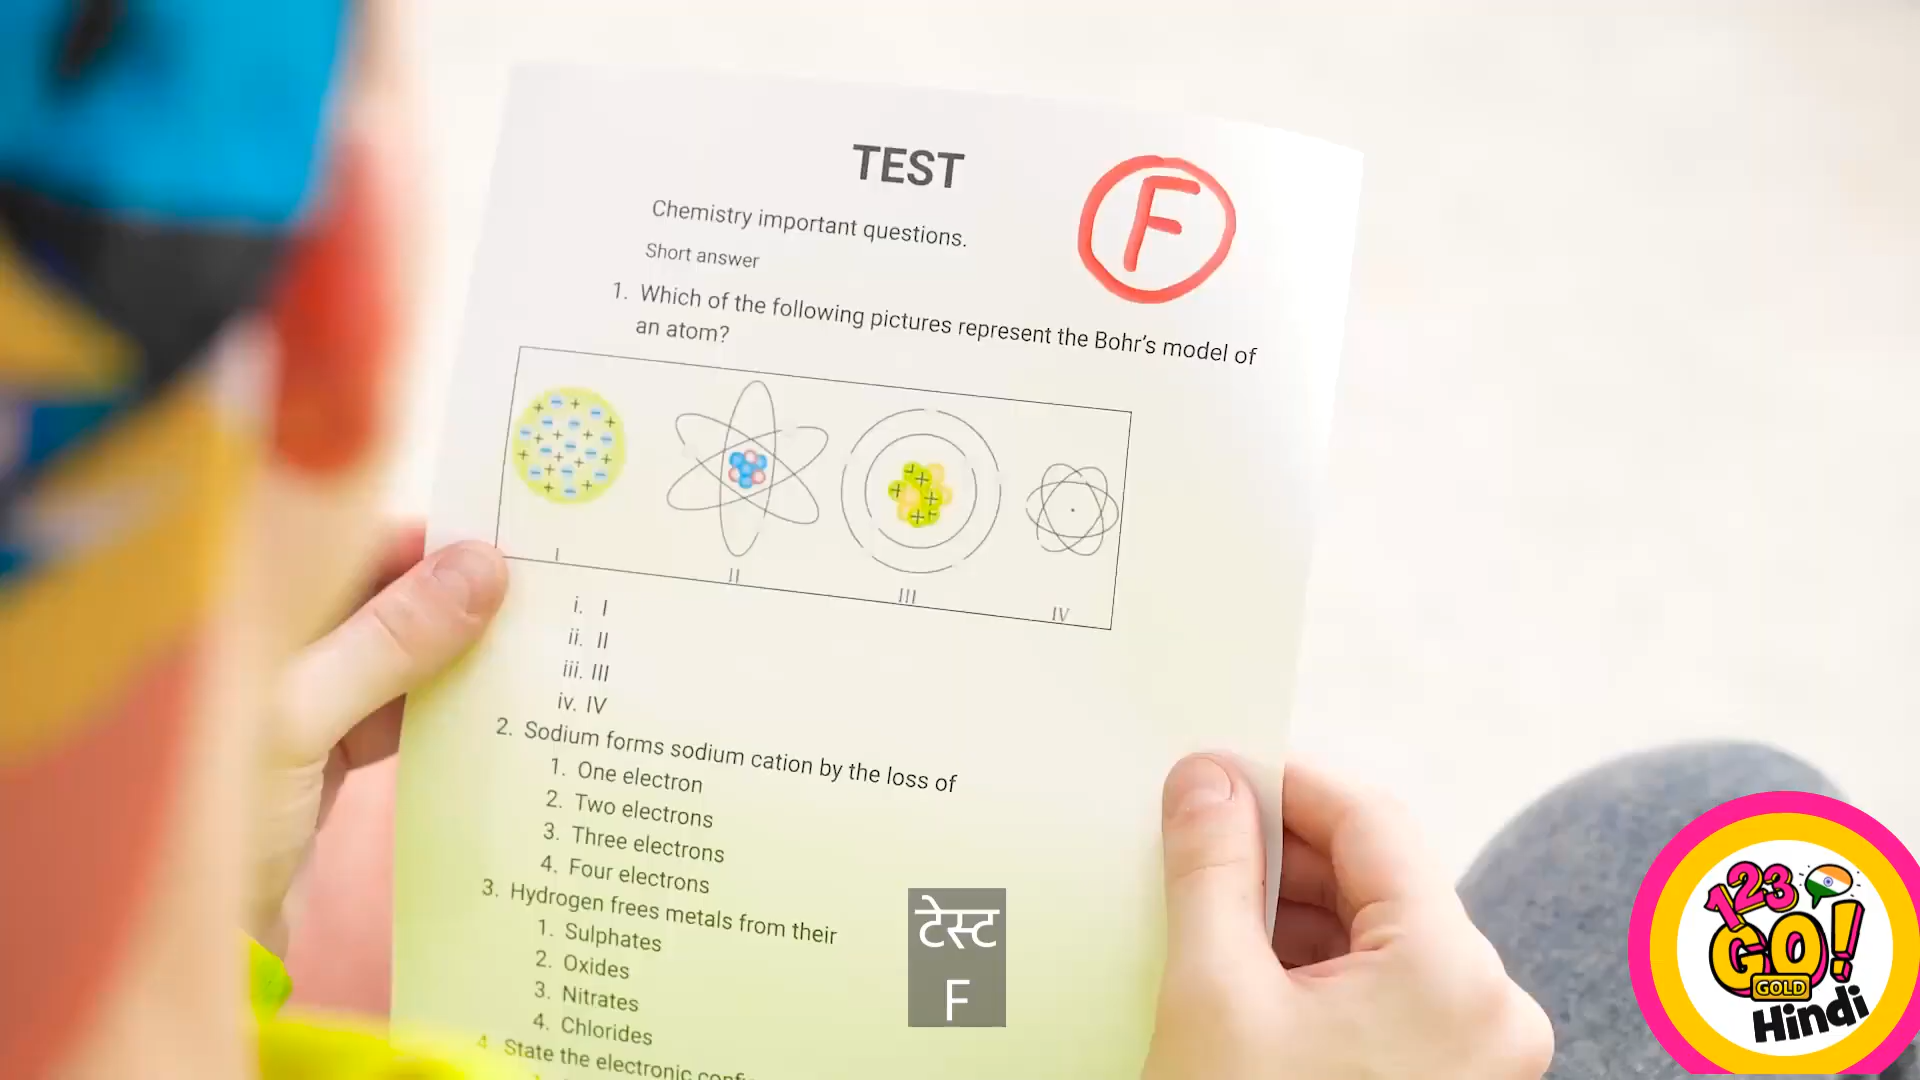 TEST
F
Chemistry important questions.
Short answer
1. Which of the following pictures represent the Bohr's model of
an atom?
I
II
III
IV
i. I
ii. II
iii. III
iv. IV
2. Sodium forms sodium cation by the loss of
1. One electron
2. Two electrons
3. Three electrons
4. Four electrons
3. Hydrogen frees metals from their
1. Sulphates
2. Oxides
3. Nitrates
4. Chlorides
4. State the electronic
टेस्ट
F
123
GO!
GOLD
Hindi